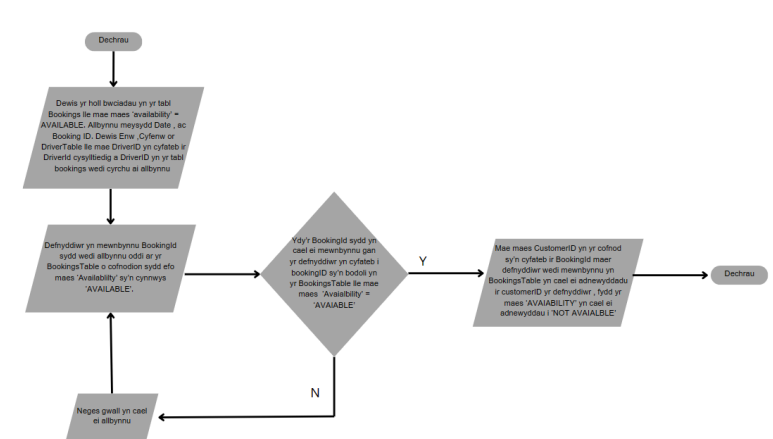 Dechrau
Dewis yr holl bwciadau yn yr tabl
Bookings lle mae maes 'availability' =
AVAILABLE. Allbynnu meysydd Date , ac
Booking ID. Dewis Enw ,Cyfenw or
DriverTable lle mae DriverID yn cyfateb ir
DriverId cysylltiedig a DriverID yn yr tabl
bookings wedi cyrchu ai allbynnu
Defnyddiwr yn mewnbynnu BookingId
sydd wedi allbynnu oddi ar yr
BookingsTable o cofnodion sydd efo
maes 'Availablility' sy'n cynnwys
'AVAILABLE'.
Ydy'r BookingId sydd yn
cael ei mewnbynnu gan
yr defnyddiwr yn cyfateb i
bookingID sy'n bodoli yn
yr BookingsTable lle mae
maes 'Avaialbility' =
'AVAIABLE'
Y
Mae maes CustomerID yn yr cofnod
sy'n cyfateb ir BookingId maer
defnyddiwr wedi mewnbynnu yn
BookingsTable yn cael ei adnewyddadu
ir customerID yr defnyddiwr , fydd yr
maes 'AVAIABILITY' yn cael ei
adnewyddau i 'NOT AVAIALBLE'
Dechrau
N
Neges gwall yn cael
ei allbynnu